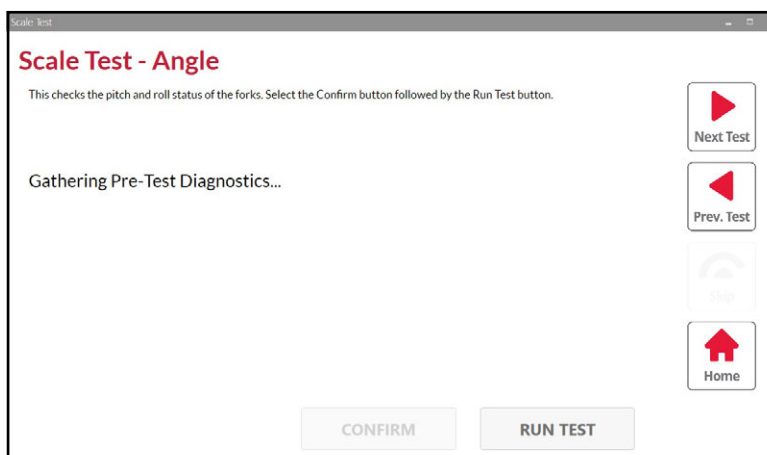 Scale Test
Scale Test - Angle
This checks the pitch and roll status of the forks. Select the Confirm button followed by the Run Test button.
Next Test
Gathering Pre-Test Diagnostics...
Prev. Test
Skip
Home
CONFIRM
RUN TEST